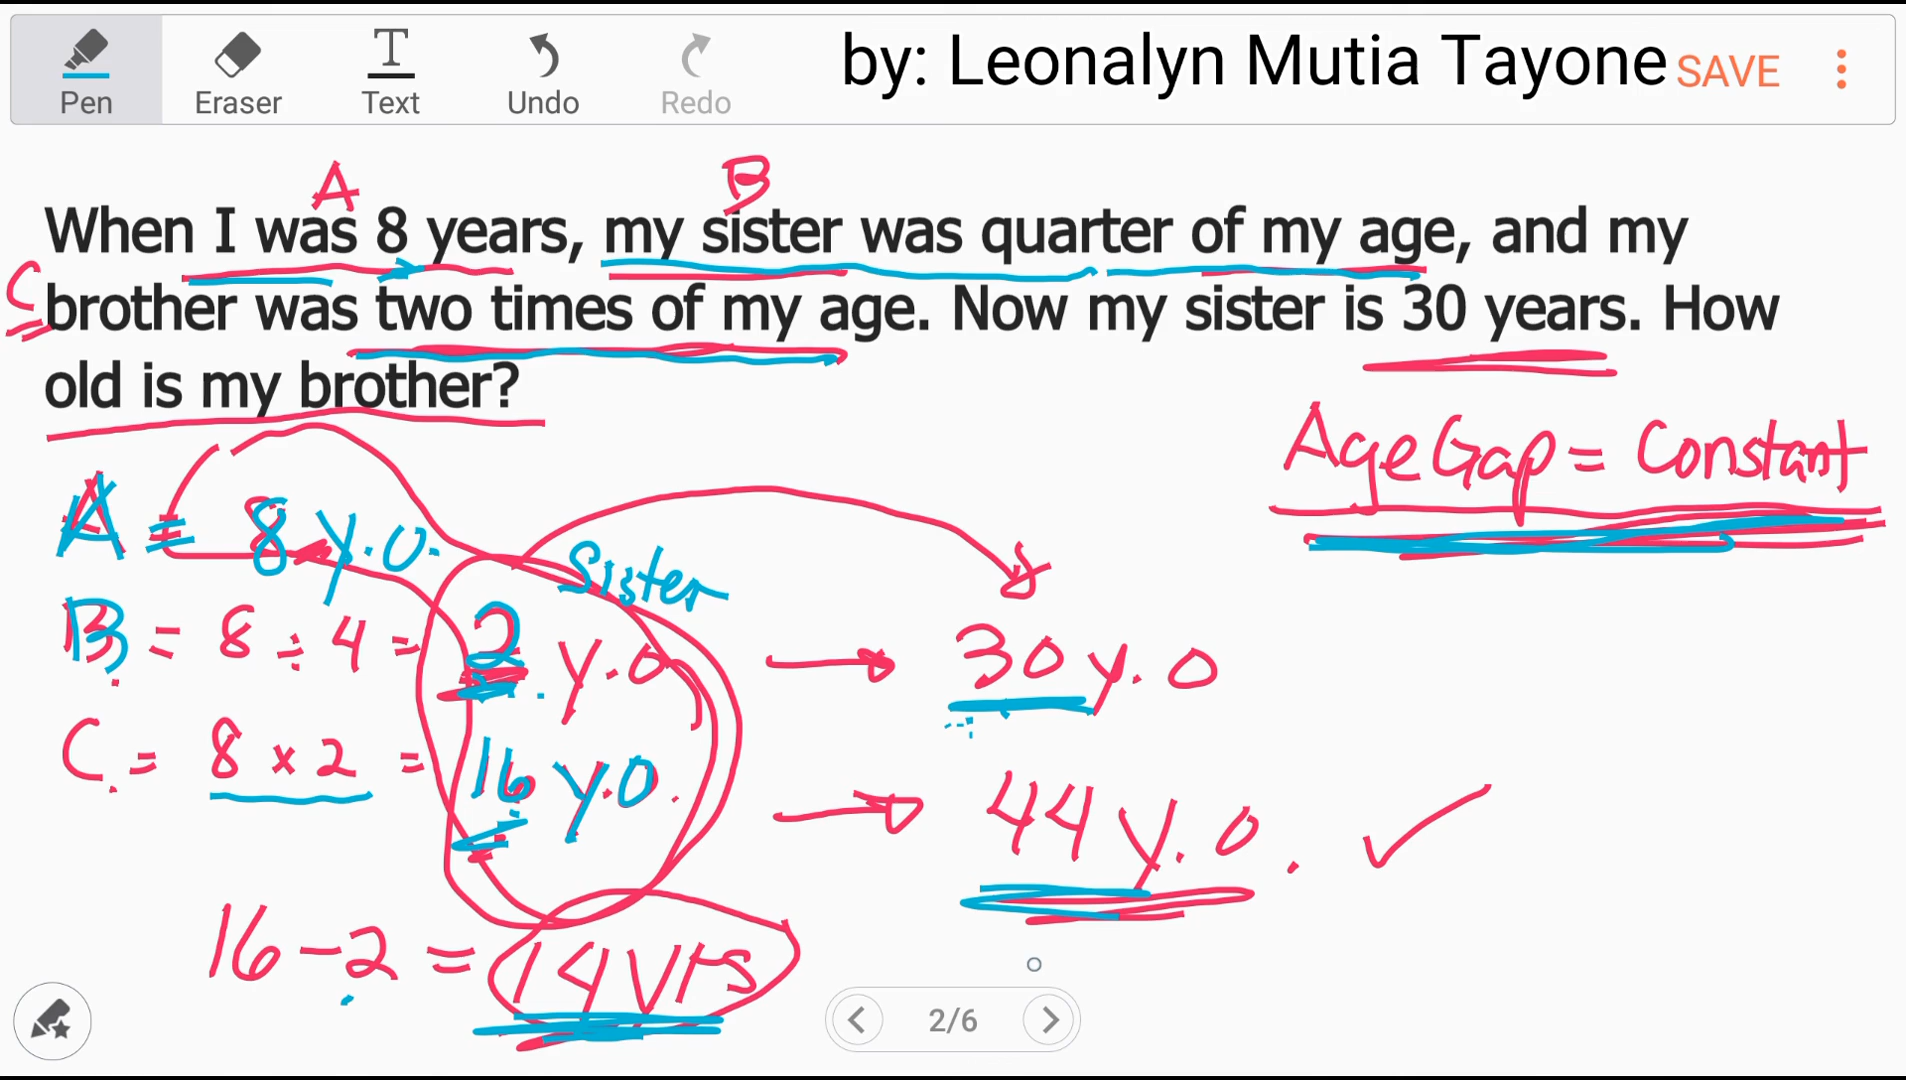 Pen Eraser Text Undo Redo by: Leonalyn Mutia Tayone SAVE
A B
When I was 8 years, my sister was quarter of my age, and my
C brother was two times of my age. Now my sister is 30 years. How
old is my brother?
Age Gap = Constant
A = 8 y.o.
Sister
B = 8 ÷ 4 = 2 y.o 30 y.o
C = 8 x 2 = 16 y.o. 44 y.o.
16 - 2 = 14 yrs
2/6